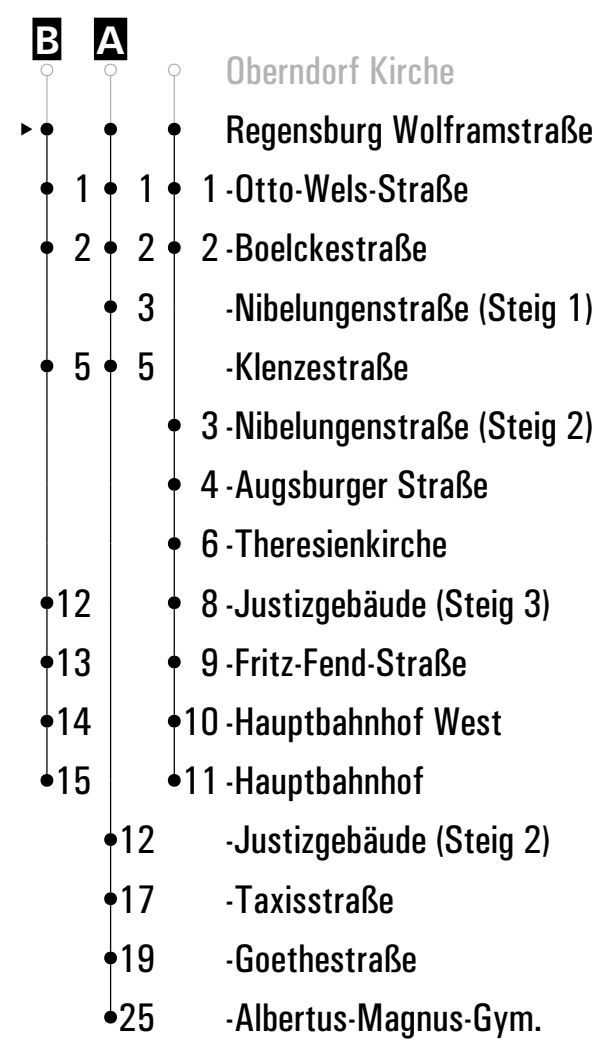 B A
Oberndorf Kirche
Regensburg Wolframstraße
1 1 1 -Otto-Wels-Straße
2 2 2 -Boelckestraße
3 -Nibelungenstraße (Steig 1)
5 5 -Klenzestraße
3 -Nibelungenstraße (Steig 2)
4 -Augsburger Straße
6 -Theresienkirche
12 8 -Justizgebäude (Steig 3)
13 9 -Fritz-Fend-Straße
14 10 -Hauptbahnhof West
15 11 -Hauptbahnhof
12 -Justizgebäude (Steig 2)
17 -Taxisstraße
19 -Goethestraße
25 -Albertus-Magnus-Gym.